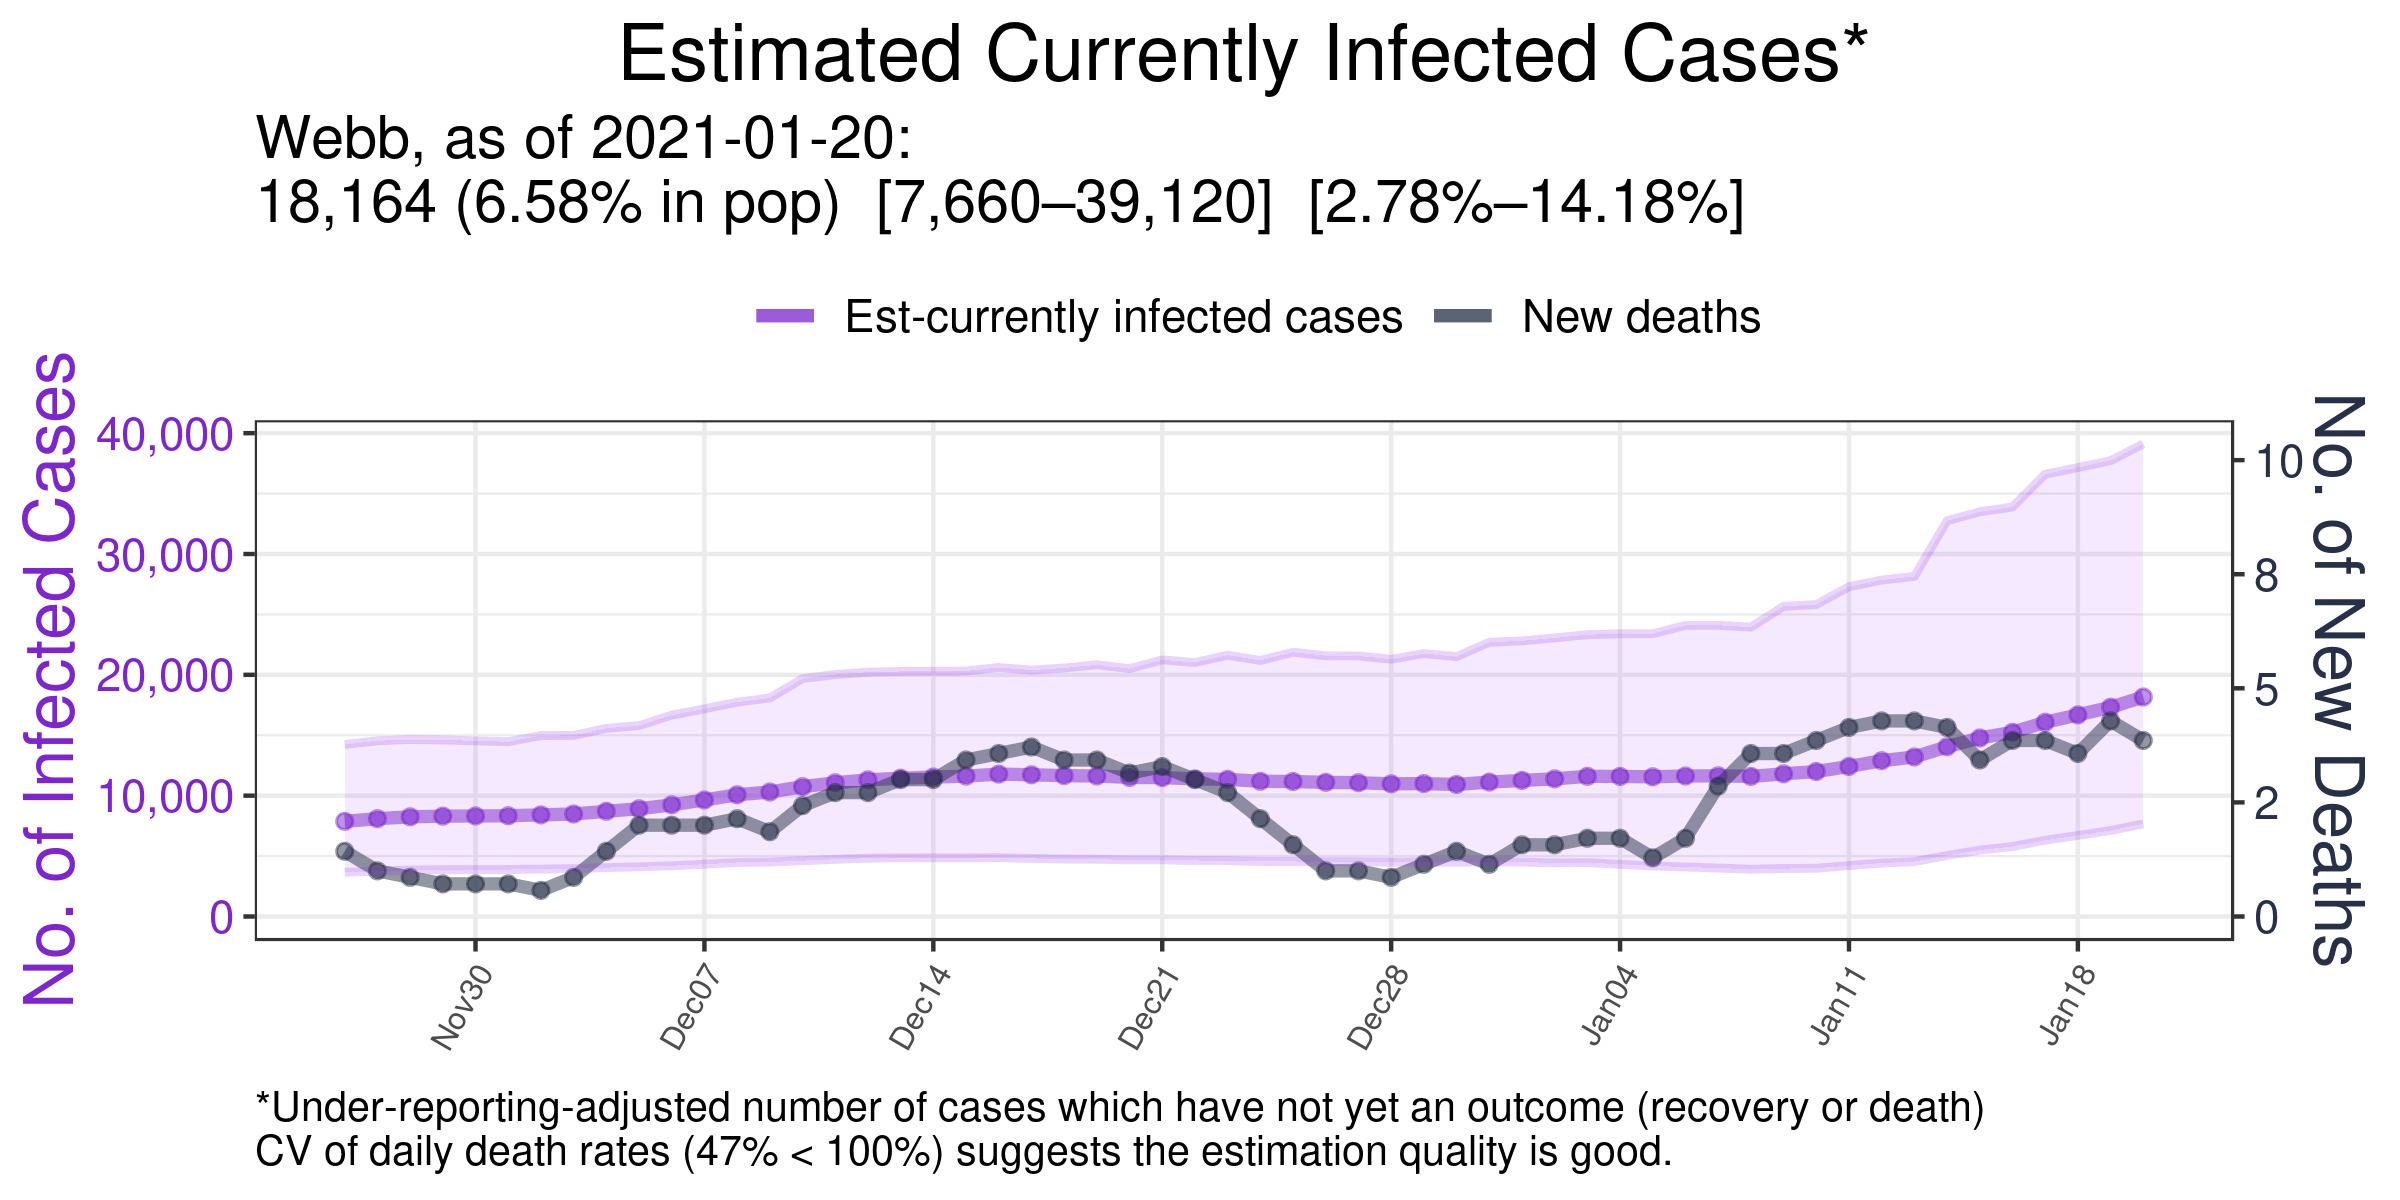 Estimated Currently Infected Cases*
Webb, as of 2021-01-20:
18,164 (6.58% in pop)  [7,660–39,120]  [2.78%–14.18%]
Est-currently infected cases
New deaths
No. of Infected Cases
40,000
30,000
20,000
10,000
0
10
8
5
2
0
No. of New Deaths
Nov30
Dec07
Dec14
Dec21
Dec28
Jan04
Jan11
Jan18
*Under-reporting-adjusted number of cases which have not yet an outcome (recovery or death)
CV of daily death rates (47% < 100%) suggests the estimation quality is good.